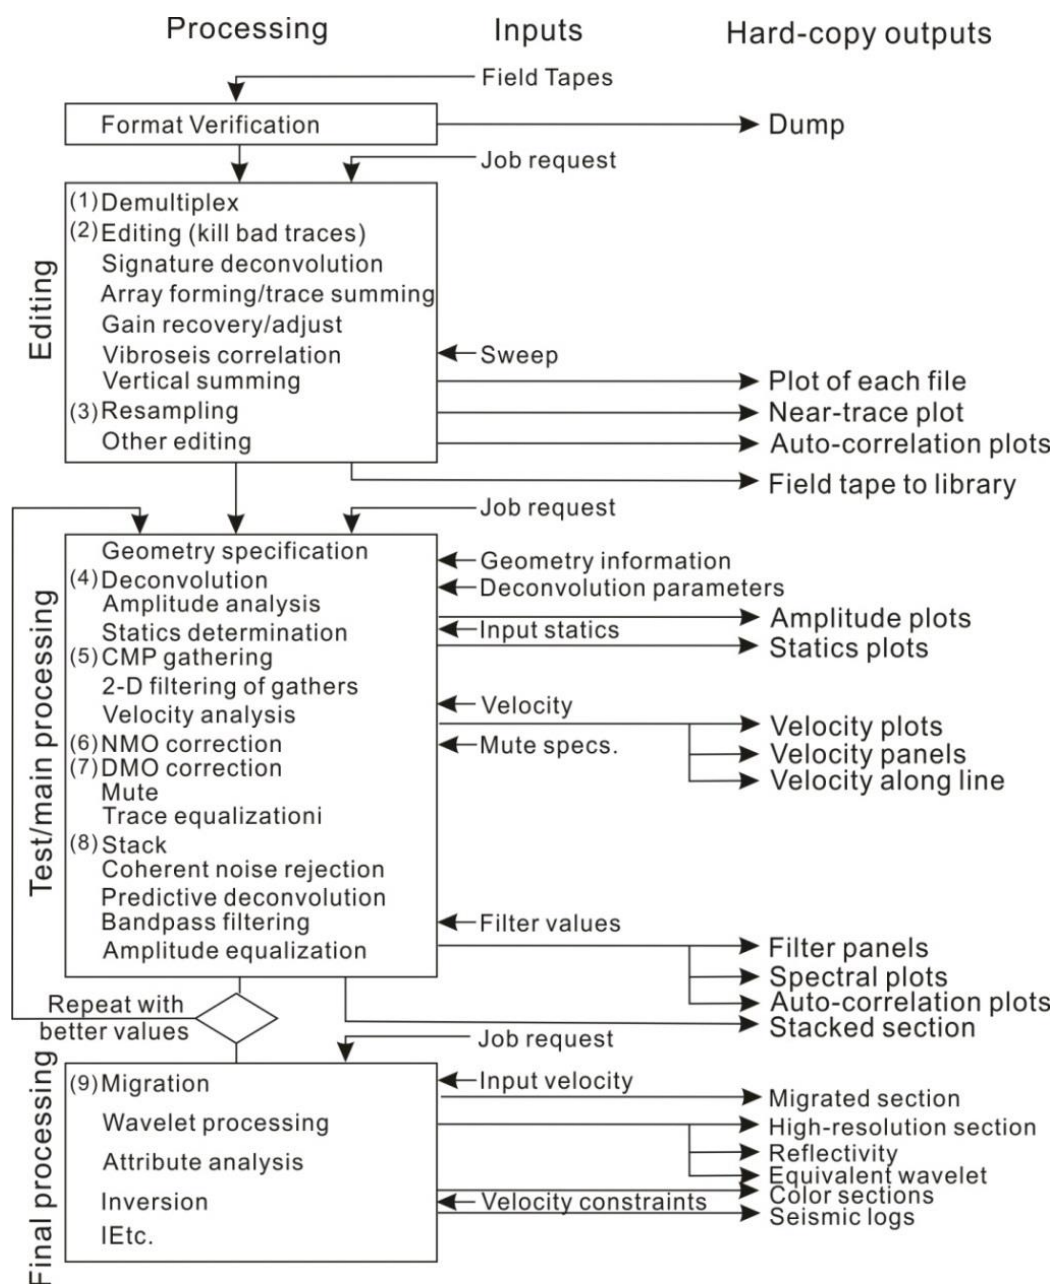 Processing
Inputs
Hard-copy outputs
Field Tapes
Format Verification
Dump
Job request
Editing
(1) Demultiplex
(2) Editing (kill bad traces)
Signature deconvolution
Array forming/trace summing
Gain recovery/adjust
Vibroseis correlation
Sweep
Vertical summing
Plot of each file
(3) Resampling
Near-trace plot
Other editing
Auto-correlation plots
Field tape to library
Job request
Test/main processing
Geometry specification
Geometry information
(4) Deconvolution
Deconvolution parameters
Amplitude analysis
Amplitude plots
Statics determination
Input statics
Statics plots
(5) CMP gathering
2-D filtering of gathers
Velocity analysis
Velocity
Velocity plots
(6) NMO correction
Mute specs.
Velocity panels
(7) DMO correction
Velocity along line
Mute
Trace equalizationi
(8) Stack
Coherent noise rejection
Predictive deconvolution
Bandpass filtering
Filter values
Amplitude equalization
Filter panels
Spectral plots
Auto-correlation plots
Stacked section
Repeat with
better values
Job request
Final processing
(9) Migration
Input velocity
Migrated section
Wavelet processing
High-resolution section
Reflectivity
Attribute analysis
Equivalent wavelet
Color sections
Inversion
Velocity constraints
Seismic logs
IEtc.